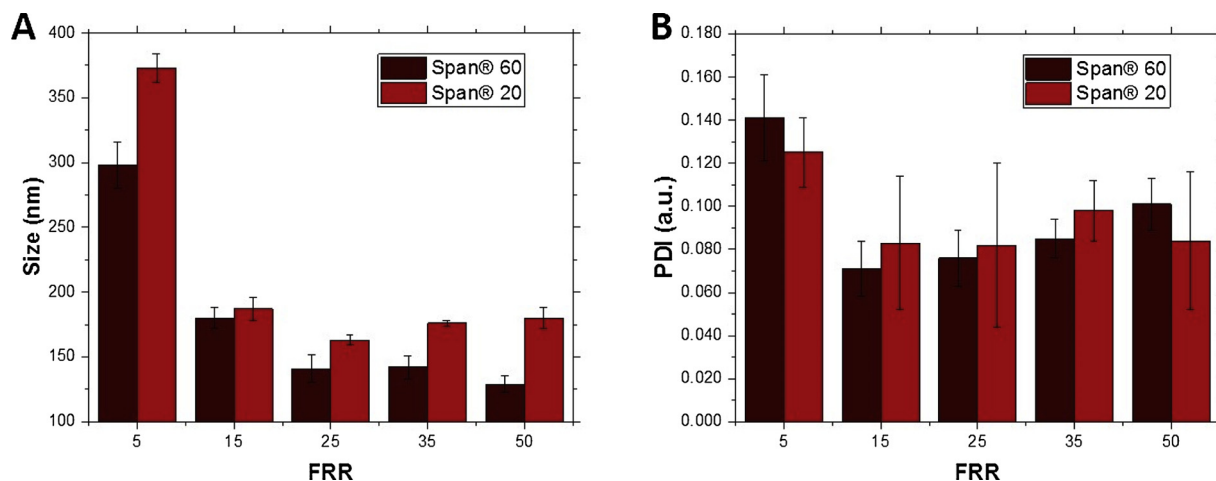 A
400
350
300
250
200
150
100
Size (nm)
Span® 60
Span® 20
5 15 25 35 50
FRR
B
0.180
0.160
0.140
0.120
0.100
0.080
0.060
0.040
0.020
0.000
PDI (a.u.)
Span® 60
Span® 20
5 15 25 35 50
FRR